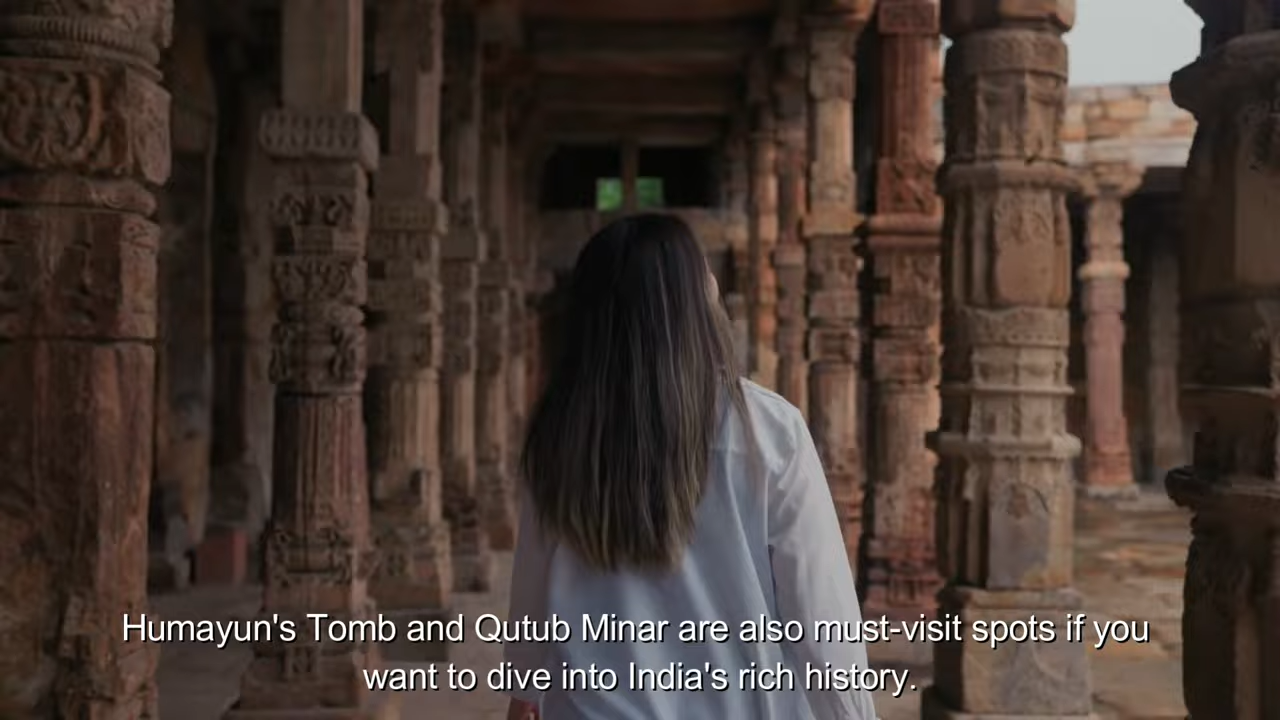 Humayun's Tomb and Qutub Minar are also must-visit spots if you
want to dive into India's rich history.